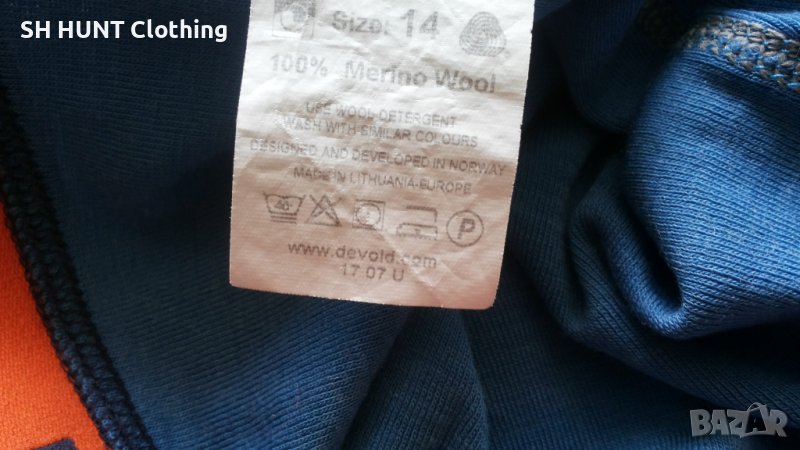 SH HUNT Clothing
Size: 14
100% Merino Wool
USE WOOL DETERGENT
WASH WITH SIMILAR COLOURS
DESIGNED AND DEVELOPED IN NORWAY
MADE IN LITHUANIA-EUROPE
40° P
www.devold.com
17 07 U
BAZAR